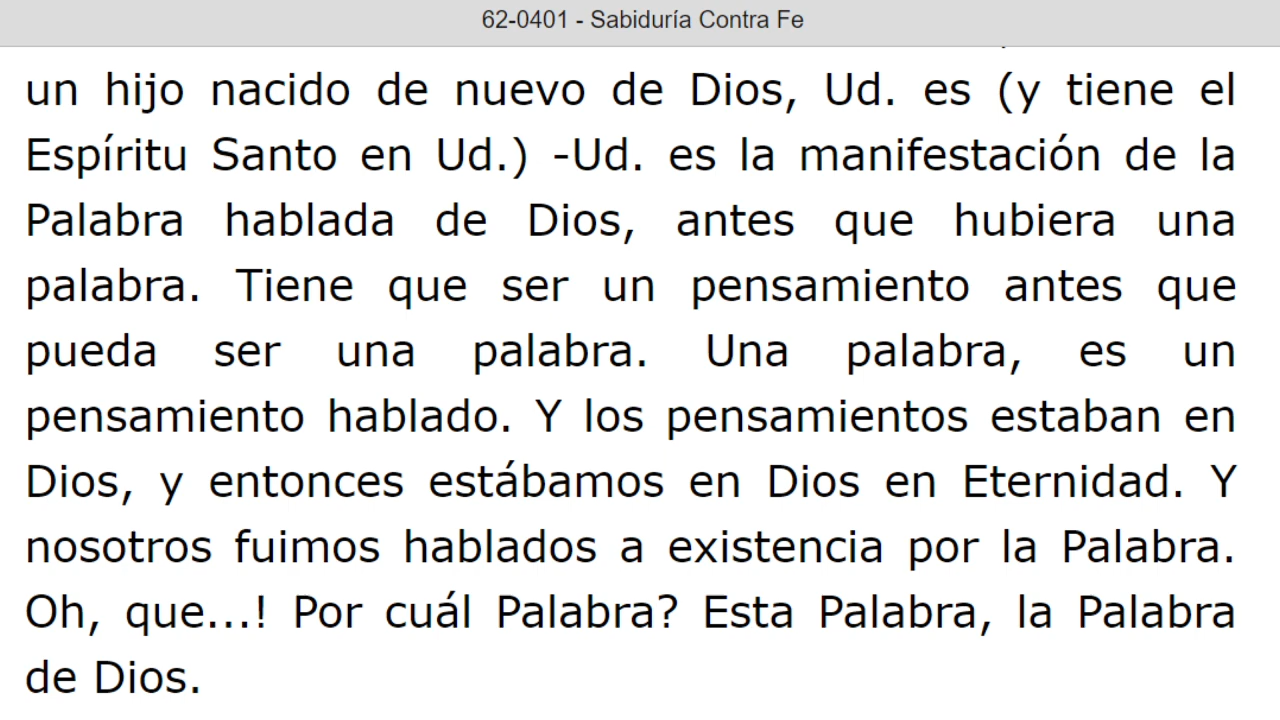 62-0401 - Sabiduría Contra Fe
un hijo nacido de nuevo de Dios, Ud. es (y tiene el
Espíritu Santo en Ud.) -Ud. es la manifestación de la
Palabra hablada de Dios, antes que hubiera una
palabra. Tiene que ser un pensamiento antes que
pueda ser una palabra. Una palabra, es un
pensamiento hablado. Y los pensamientos estaban en
Dios, y entonces estábamos en Dios en Eternidad. Y
nosotros fuimos hablados a existencia por la Palabra.
Oh, que...! Por cuál Palabra? Esta Palabra, la Palabra
de Dios.